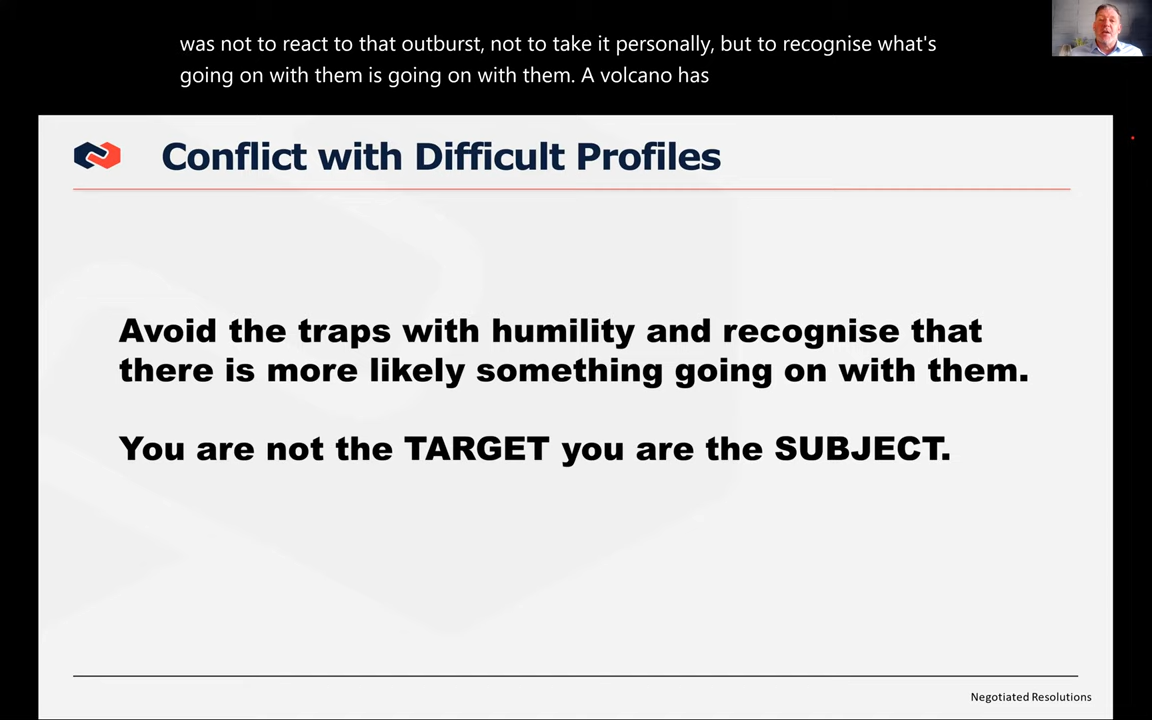 was not to react to that outburst, not to take it personally, but to recognise what's
going on with them is going on with them. A volcano has
Conflict with Difficult Profiles
Avoid the traps with humility and recognise that
there is more likely something going on with them.
You are not the TARGET you are the SUBJECT.
Negotiated Resolutions